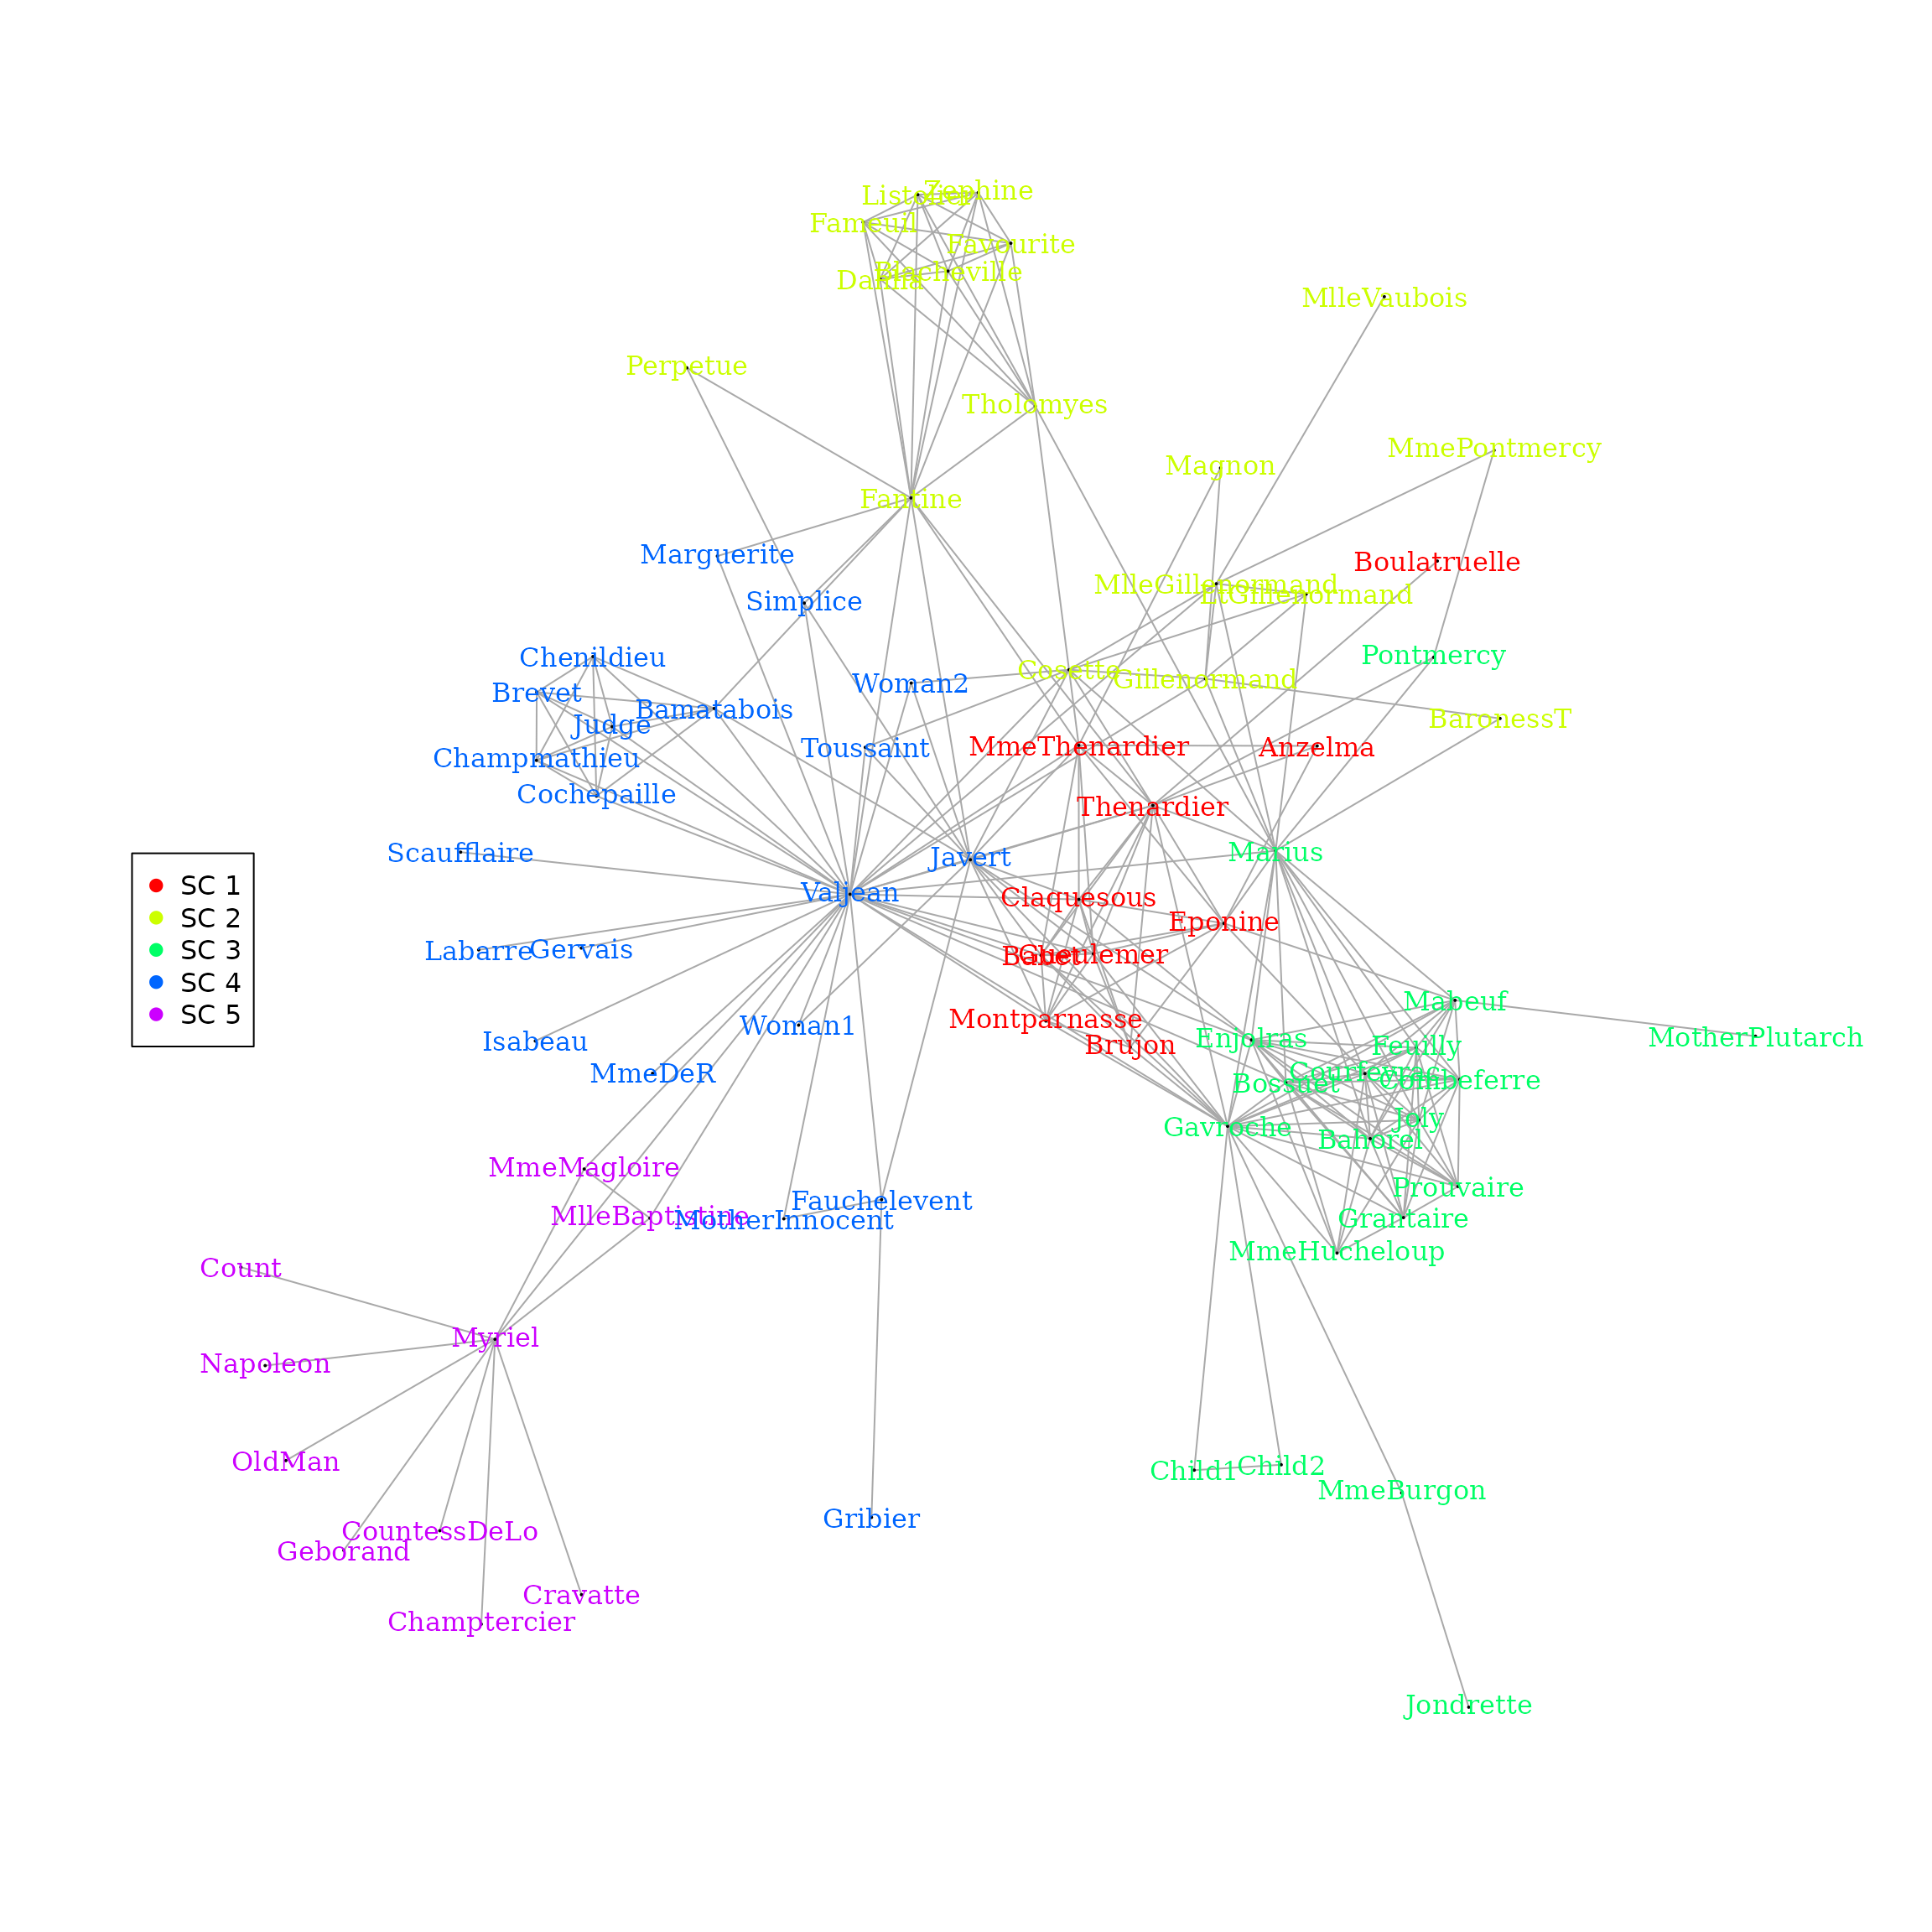 Zephine
Listolier
Fameuil
Favourite
Blacheville
Dahlia
MlleVaubois
Perpetue
Tholomyes
MmePontmercy
Magnon
Fantine
Marguerite
Boulatruelle
MlleGillenormand
LtGillenormand
Simplice
Chenildieu
Pontmercy
Cosette
Gillenormand
Woman2
Brevet
Bamatabois
BaronessT
Judge
Toussaint
MmeThenardier
Anzelma
Champmathieu
Cochepaille
Thenardier
Scaufflaire
Javert
Marius
SC 1
SC 2
SC 3
SC 4
SC 5
Valjean
Claquesous
Eponine
Labarre
Gervais
Babet
Gueulemer
Mabeuf
Montparnasse
Woman1
Isabeau
Brujon
Enjolras
MotherPlutarch
Feuilly
MmeDeR
Courfeyrac
Combeferre
Bossuet
Joly
Gavroche
Bahorel
MmeMagloire
Prouvaire
Fauchelevent
MlleBaptistine
MotherInnocent
Grantaire
MmeHucheloup
Count
Myriel
Napoleon
OldMan
Child1
Child2
MmeBurgon
Gribier
CountessDeLo
Geborand
Cravatte
Champtercier
Jondrette